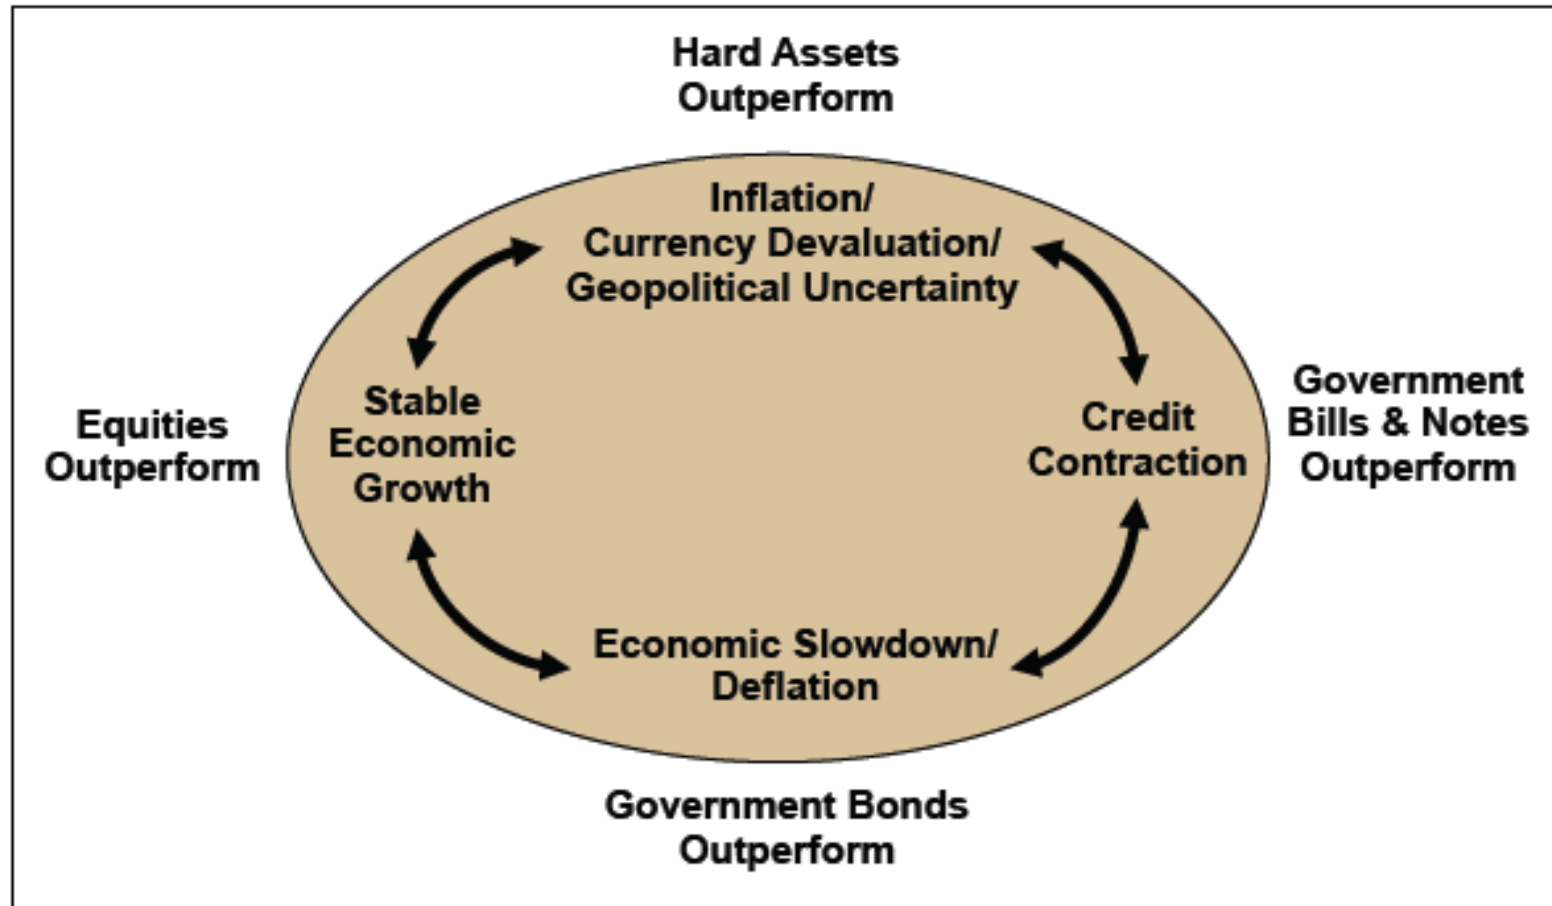 Hard Assets
Outperform
Inflation/
Currency Devaluation/
Geopolitical Uncertainty
Equities
Outperform
Stable
Economic
Growth
Credit
Contraction
Government
Bills & Notes
Outperform
Economic Slowdown/
Deflation
Government Bonds
Outperform